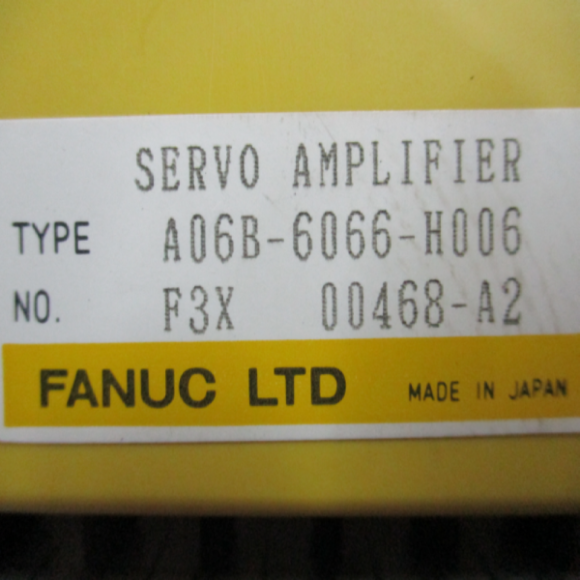 SERVO AMPLIFIER
TYPE A06B-6066-H006
NO. F3X 00468-A2
FANUC LTD MADE IN JAPAN